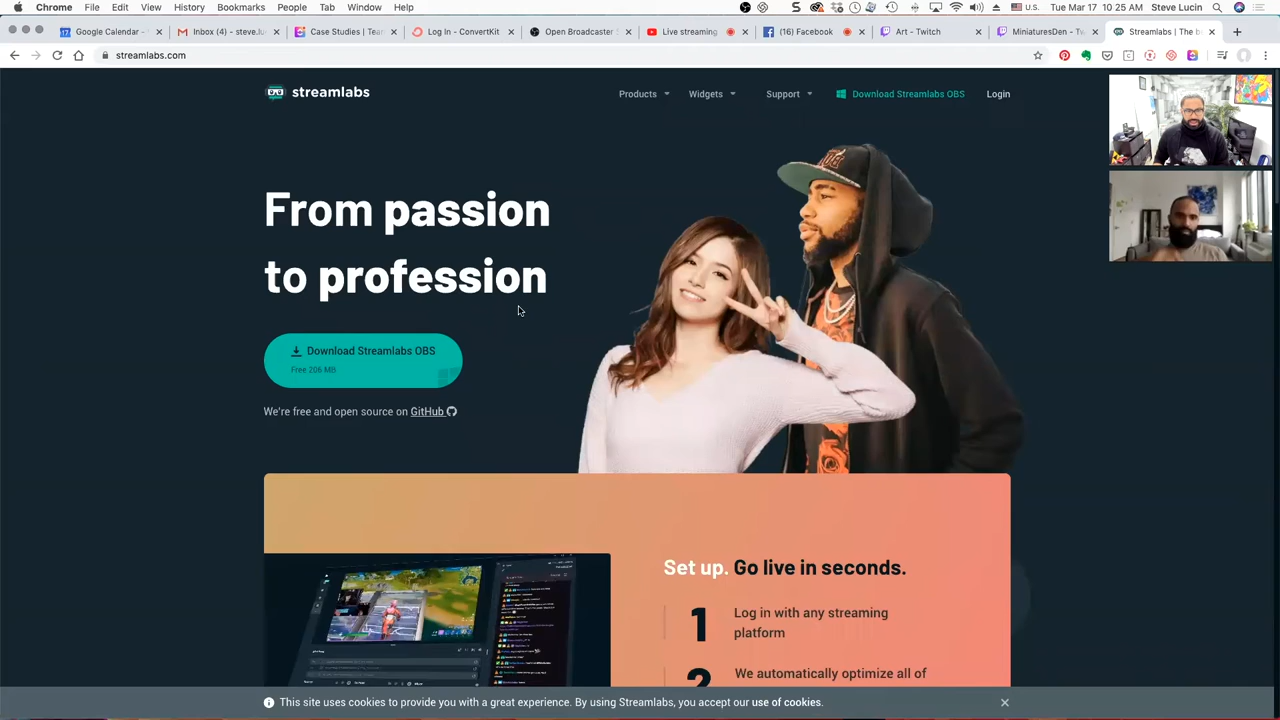 Chrome File Edit View History Bookmarks People Tab Window Help
U.S. Tue Mar 17 10:25 AM Steve Lucin
Google Calendar -
Inbox (4) - steve.lu
Case Studies | Team
Log In - ConvertKit
Open Broadcaster S
Live streaming
(16) Facebook
Art - Twitch
MiniaturesDen - Tw
Streamlabs | The b
streamlabs.com
streamlabs
Products Widgets Support Download Streamlabs OBS Login
From passion
to profession
Download Streamlabs OBS
Free 206 MB
We're free and open source on GitHub
Set up. Go live in seconds.
1 Log in with any streaming
platform
2 We automatically optimize all of
This site uses cookies to provide you with a great experience. By using Streamlabs, you accept our use of cookies.